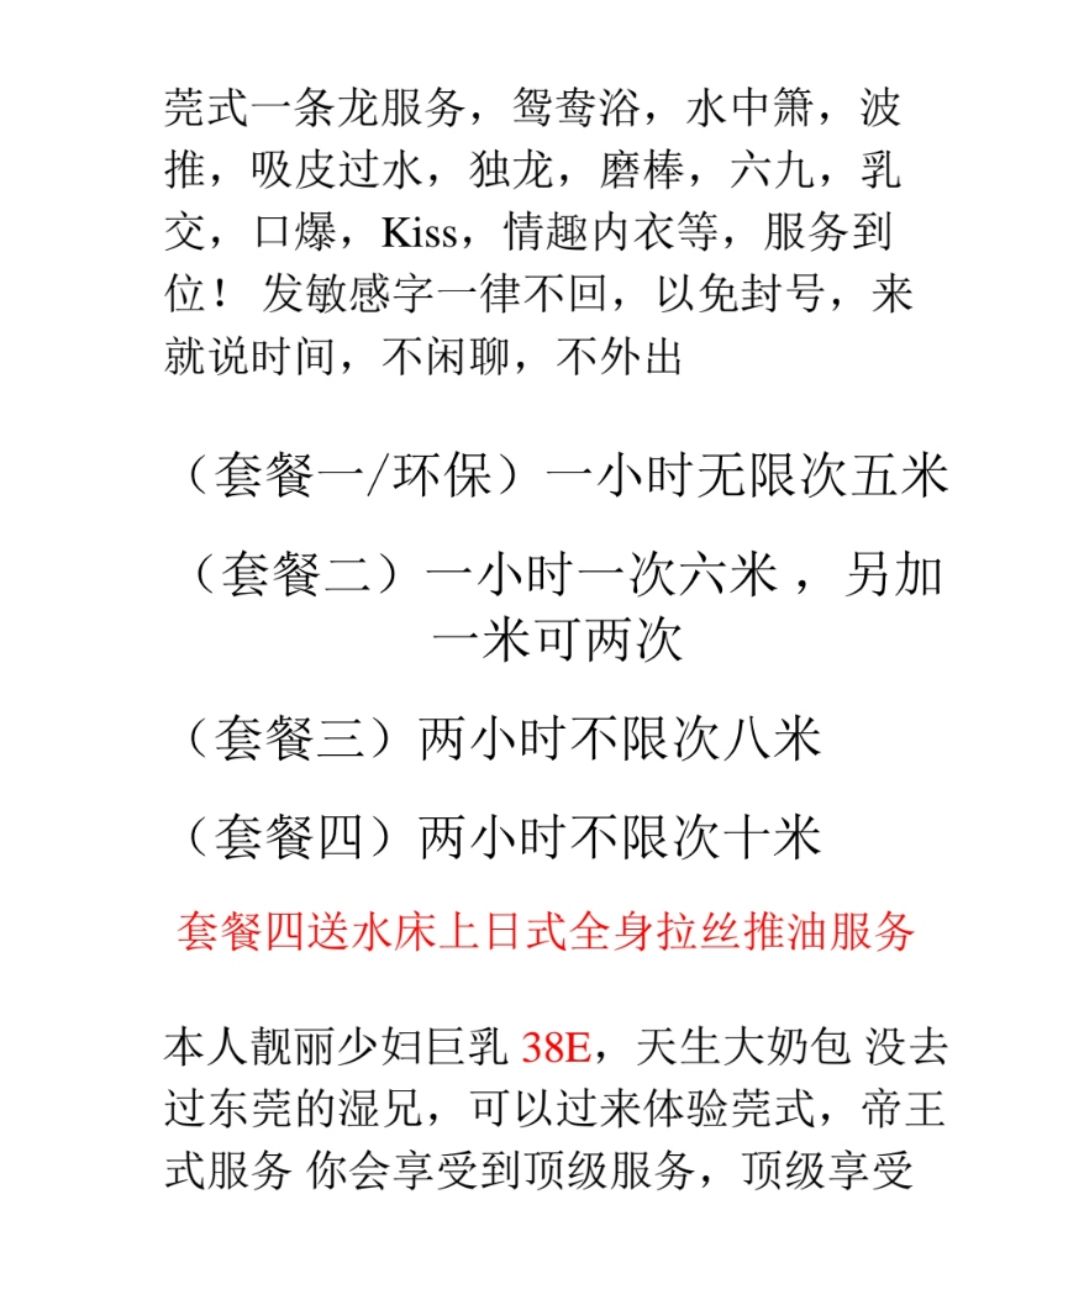 莞式一条龙服务，鸳鸯浴，水中箫，波
推，吸皮过水，独龙，磨棒，六九，乳
交，口爆，Kiss，情趣内衣等，服务到
位！ 发敏感字一律不回，以免封号，来
就说时间，不闲聊，不外出
（套餐一/环保）一小时无限次五米
（套餐二）一小时一次六米 ，另加
一米可两次
（套餐三）两小时不限次八米
（套餐四）两小时不限次十米
套餐四送水床上日式全身拉丝推油服务
本人靓丽少妇巨乳 38E，天生大奶包 没去
过东莞的湿兄，可以过来体验莞式，帝王
式服务 你会享受到顶级服务，顶级享受